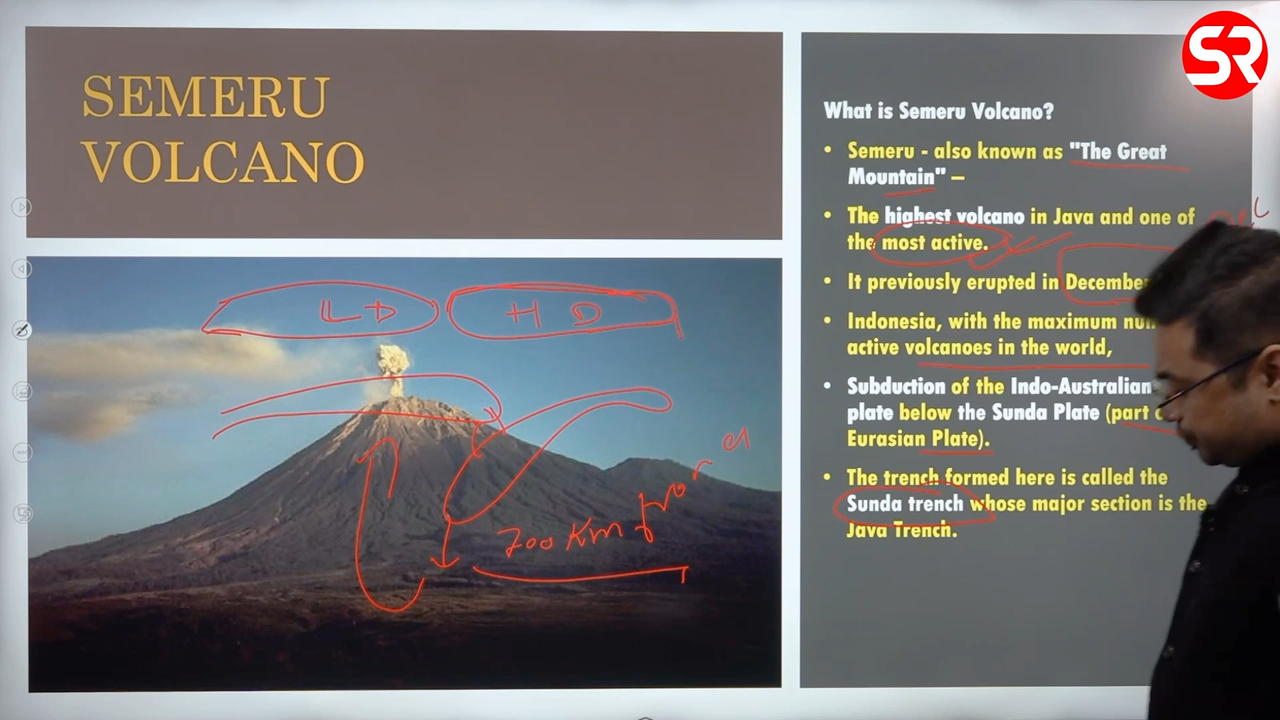 SR
SEMERU
VOLCANO
What is Semeru Volcano?
• Semeru - also known as "The Great
Mountain" –
• The highest volcano in Java and one of
the most active.
• It previously erupted in
• Indonesia, with the maximum
active volcanoes in the world,
• Subduction of the Indo-Australian
plate below the Sunda Plate (part
Eurasian Plate).
• The trench formed here is called the
Sunda trench whose major section is the
Java Trench.
LD
HD
700 Km